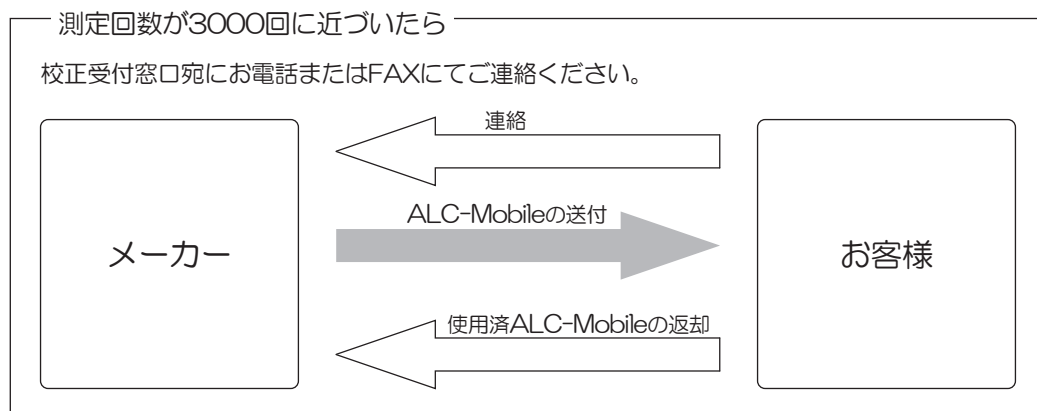 測定回数が3000回に近づいたら
校正受付窓口宛にお電話またはFAXにてご連絡ください。
連絡
ALC-Mobileの送付
メーカー
お客様
使用済ALC-Mobileの返却